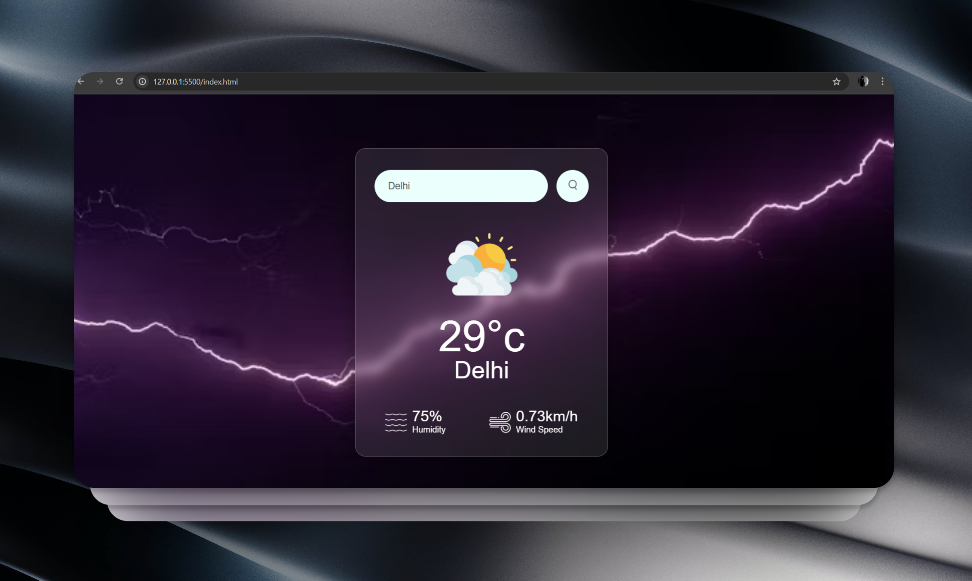 127.0.0.1:5500/index.html
Delhi
29°c
Delhi
75%
Humidity
0.73km/h
Wind Speed